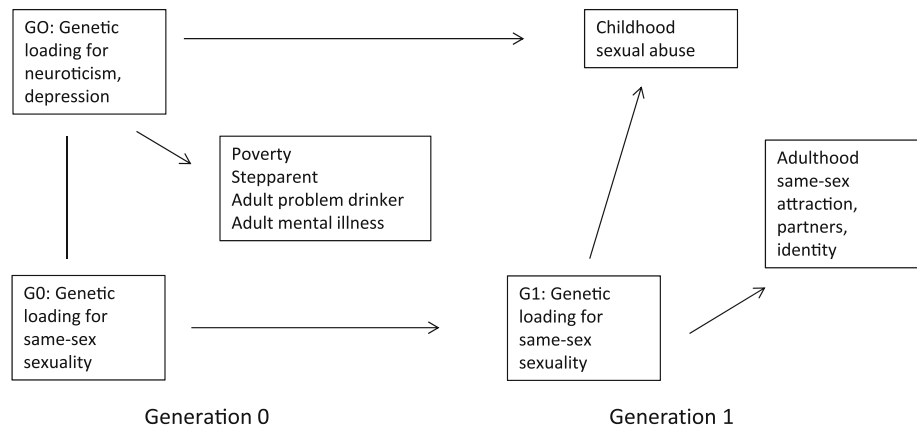 GO: Genetic
loading for
neuroticism,
depression
Childhood
sexual abuse
Poverty
Stepparent
Adult problem drinker
Adult mental illness
Adulthood
same-sex
attraction,
partners,
identity
G0: Genetic
loading for
same-sex
sexuality
G1: Genetic
loading for
same-sex
sexuality
Generation 0
Generation 1